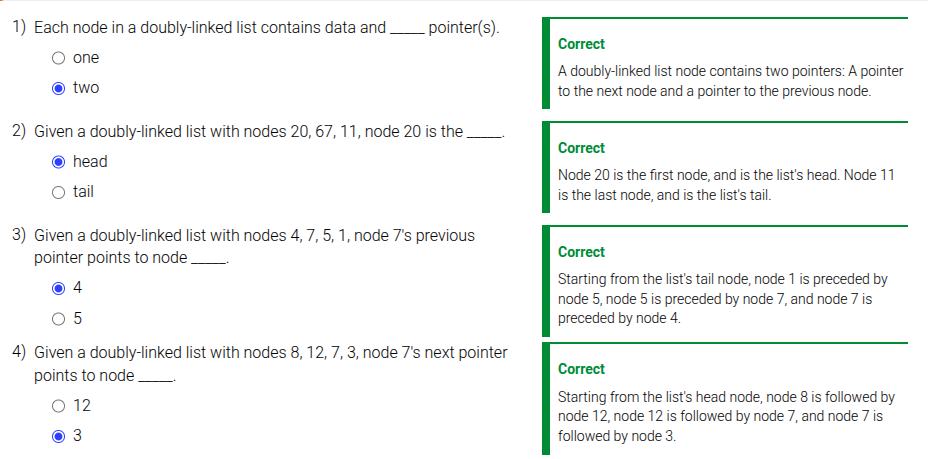 1) Each node in a doubly-linked list contains data and _____ pointer(s).
one
two
Correct
A doubly-linked list node contains two pointers: A pointer
to the next node and a pointer to the previous node.
2) Given a doubly-linked list with nodes 20, 67, 11, node 20 is the _____.
head
tail
Correct
Node 20 is the first node, and is the list's head. Node 11
is the last node, and is the list's tail.
3) Given a doubly-linked list with nodes 4, 7, 5, 1, node 7's previous
pointer points to node _____.
4
5
Correct
Starting from the list's tail node, node 1 is preceded by
node 5, node 5 is preceded by node 7, and node 7 is
preceded by node 4.
4) Given a doubly-linked list with nodes 8, 12, 7, 3, node 7's next pointer
points to node _____.
12
3
Correct
Starting from the list's head node, node 8 is followed by
node 12, node 12 is followed by node 7, and node 7 is
followed by node 3.